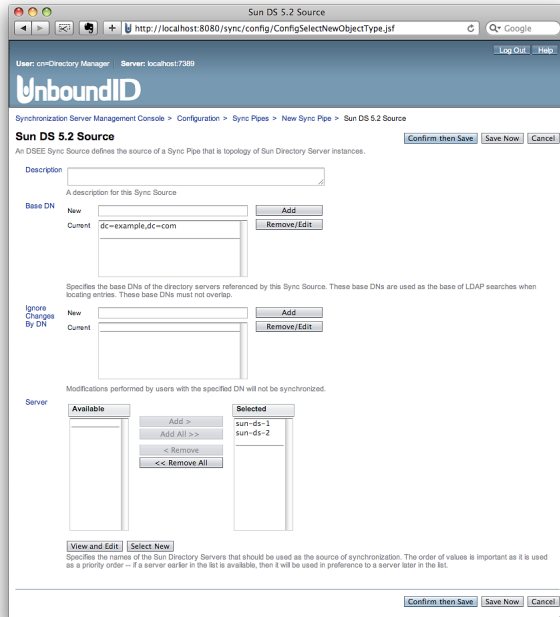 Sun DS 5.2 Source
http://localhost:8080/sync/config/ConfigSelectNewObjectType.jsf
Google
Log Out Help
User: cn=Directory Manager Server: localhost:7389
UnboundID
Synchronization Server Management Console > Configuration > Sync Pipes > New Sync Pipe > Sun DS 5.2 Source
Sun DS 5.2 Source
Confirm then Save Save Now Cancel
An DSEE Sync Source defines the source of a Sync Pipe that is topology of Sun Directory Server instances.
Description
A description for this Sync Source
Base DN
New Add
Current dc=example,dc=com Remove/Edit
Specifies the base DNs of the directory servers referenced by this Sync Source. These base DNs are used as the base of LDAP searches when
locating entries. These base DNs must not overlap.
Ignore
Changes
By DN
New Add
Current Remove/Edit
Modifications performed by users with the specified DN will not be synchronized.
Server
Available Selected
Add > sun-ds-1
Add All >> sun-ds-2
< Remove
<< Remove All
View and Edit Select New
Specifies the names of the Sun Directory Servers that should be used as the source of synchronization. The order of values is important as it is used
as a priority order -- if a server earlier in the list is available, then it will be used in preference to a server later in the list.
Confirm then Save Save Now Cancel